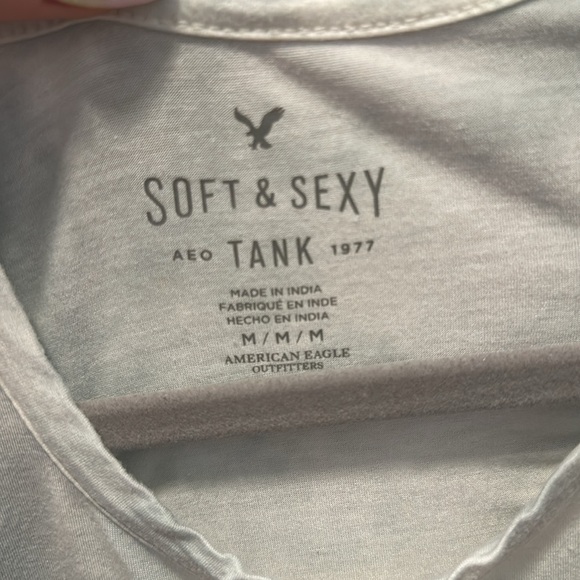 SOFT & SEXY
AEO TANK 1977
MADE IN INDIA
FABRIQUÉ EN INDE
HECHO EN INDIA
M / M / M
AMERICAN EAGLE
OUTFITTERS